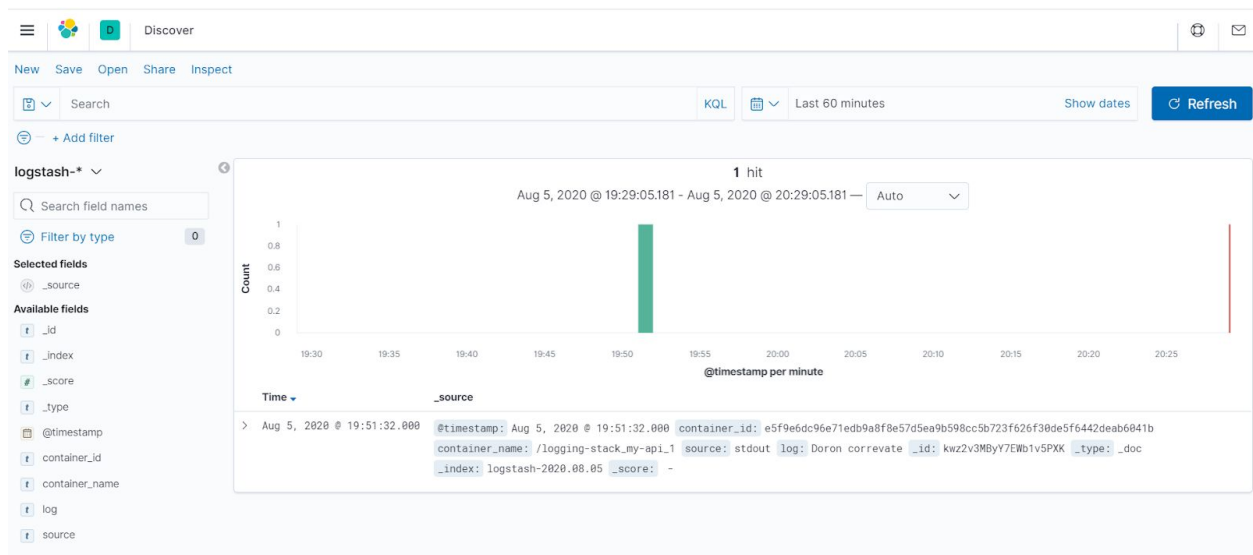 D Discover
New Save Open Share Inspect
Search KQL Last 60 minutes Show dates Refresh
+ Add filter
logstash-*
Search field names
Filter by type 0
Selected fields
_source
Available fields
t _id
t _index
# _score
t _type
@timestamp
t container_id
t container_name
t log
t source
1 hit
Aug 5, 2020 @ 19:29:05.181 - Aug 5, 2020 @ 20:29:05.181 — Auto
Count
1
0.8
0.6
0.4
0.2
0
19:30 19:35 19:40 19:45 19:50 19:55 20:00 20:05 20:10 20:15 20:20 20:25
@timestamp per minute
Time _source
Aug 5, 2020 @ 19:51:32.000 @timestamp: Aug 5, 2020 @ 19:51:32.000 container_id: e5f9e6dc96e71edb9a8f8e57d5ea9b598cc5b723f626f30de5f6442deab6041b
container_name: /logging-stack_my-api_1 source: stdout log: Doron correvate _id: kwz2v3MByY7EWb1v5PXK _type: _doc
_index: logstash-2020.08.05 _score: -